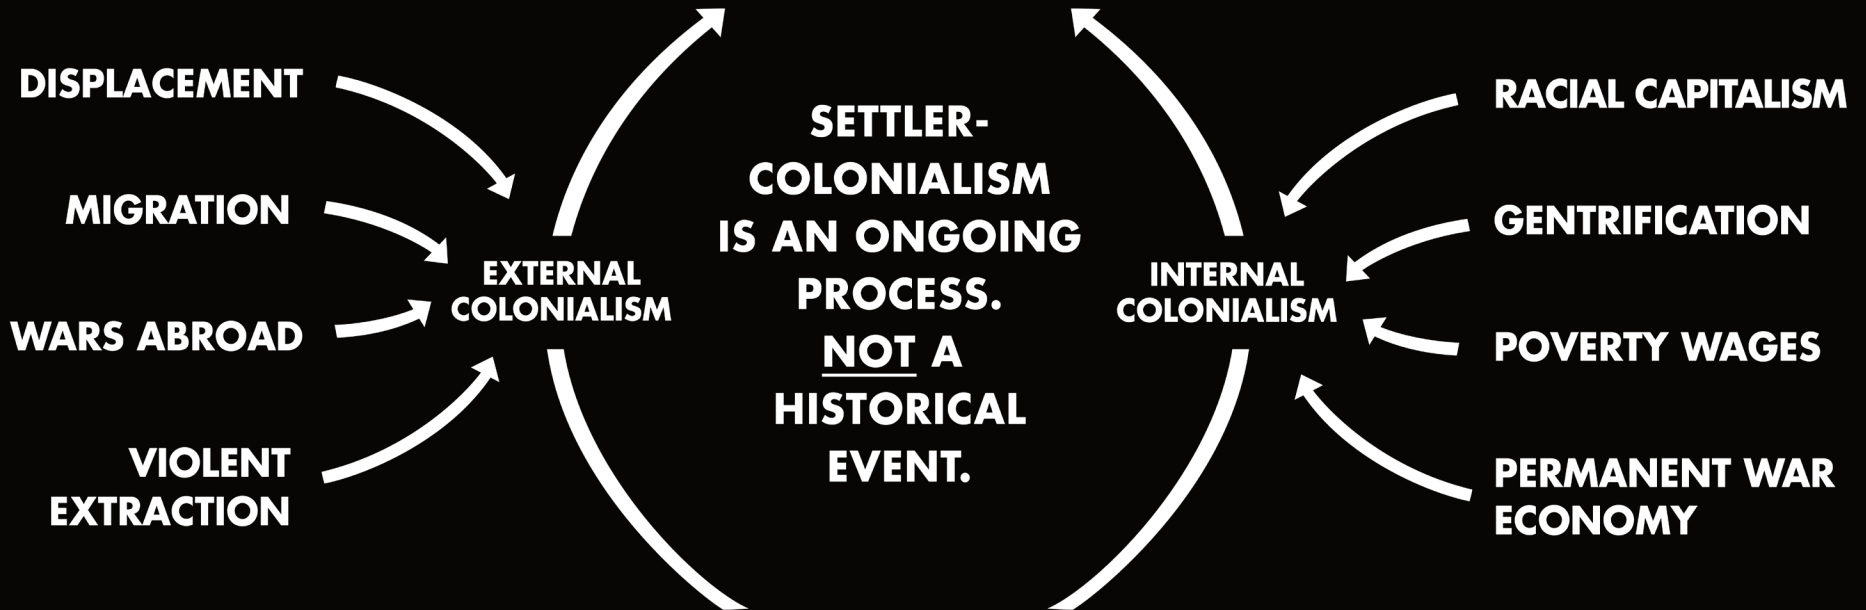 DISPLACEMENT
MIGRATION
WARS ABROAD
VIOLENT
EXTRACTION
EXTERNAL
COLONIALISM
SETTLER-
COLONIALISM
IS AN ONGOING
PROCESS.
NOT A
HISTORICAL
EVENT.
INTERNAL
COLONIALISM
RACIAL CAPITALISM
GENTRIFICATION
POVERTY WAGES
PERMANENT WAR
ECONOMY